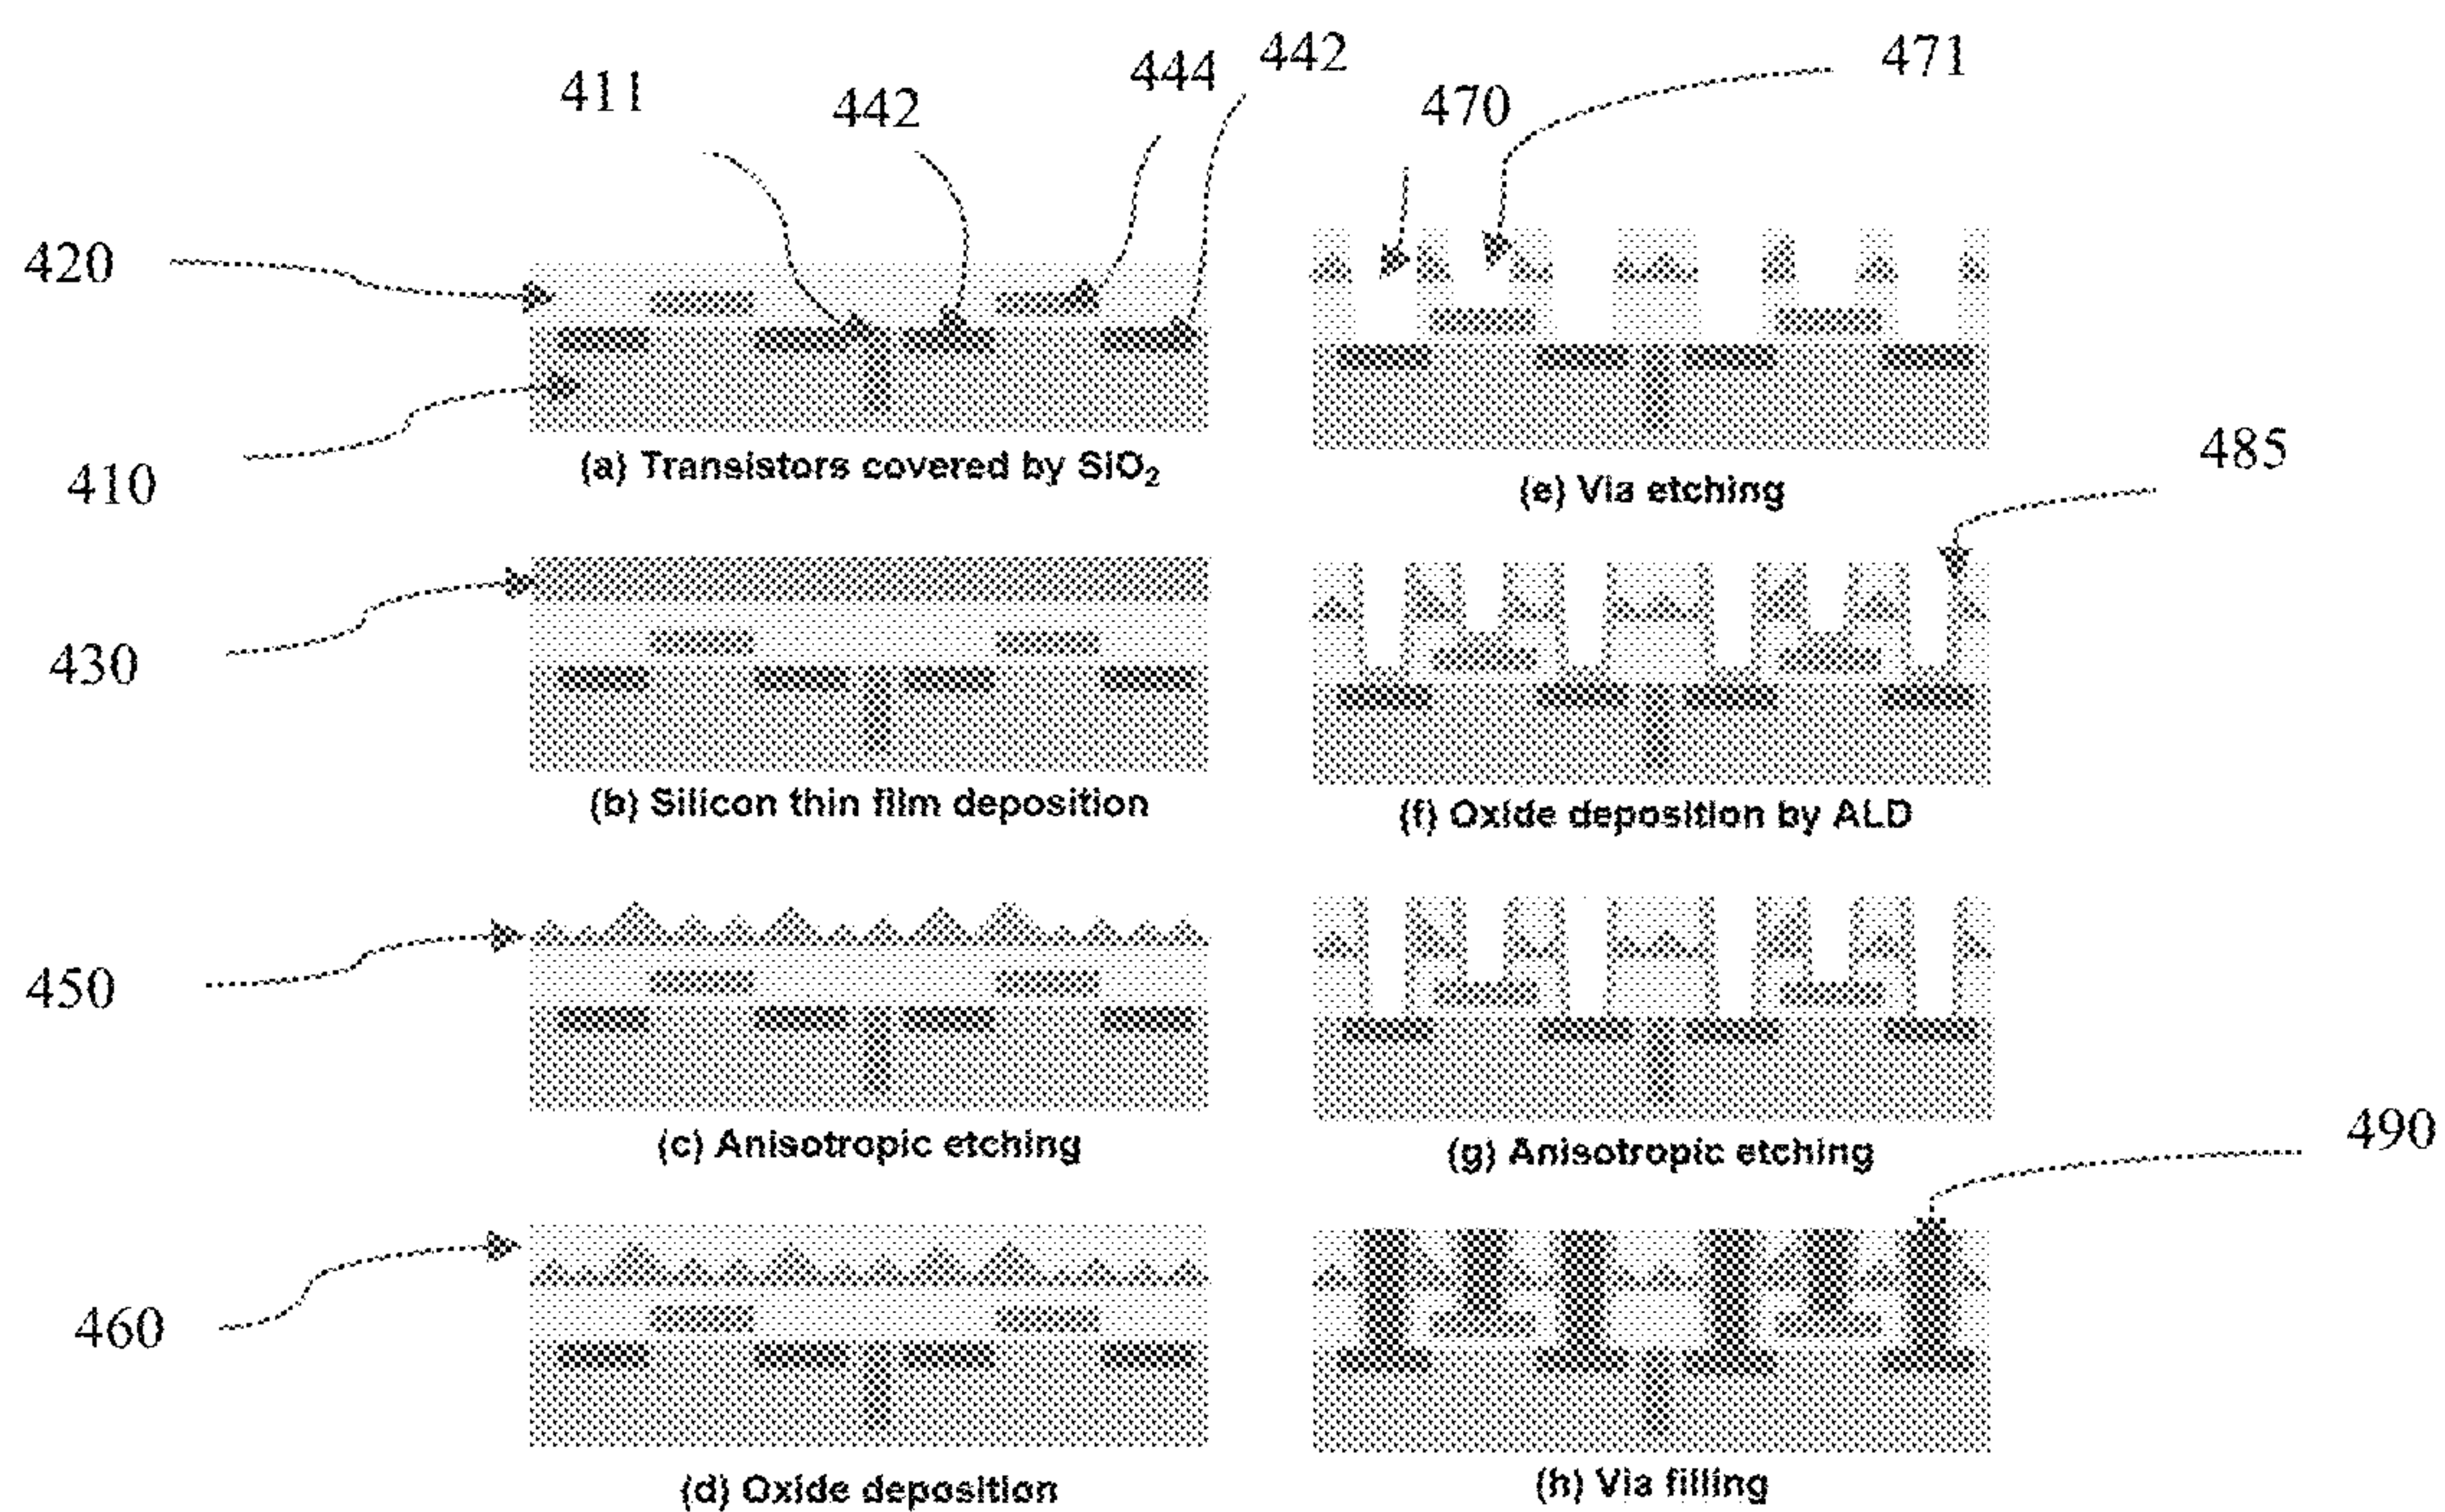 411
442
444
442
470
471
420
410
(a) Transistors covered by SiO₂
(e) Via etching
485
430
(b) Silicon thin film deposition
(f) Oxide deposition by ALD
450
(c) Anisotropic etching
(g) Anisotropic etching
490
460
(d) Oxide deposition
(h) Via filling